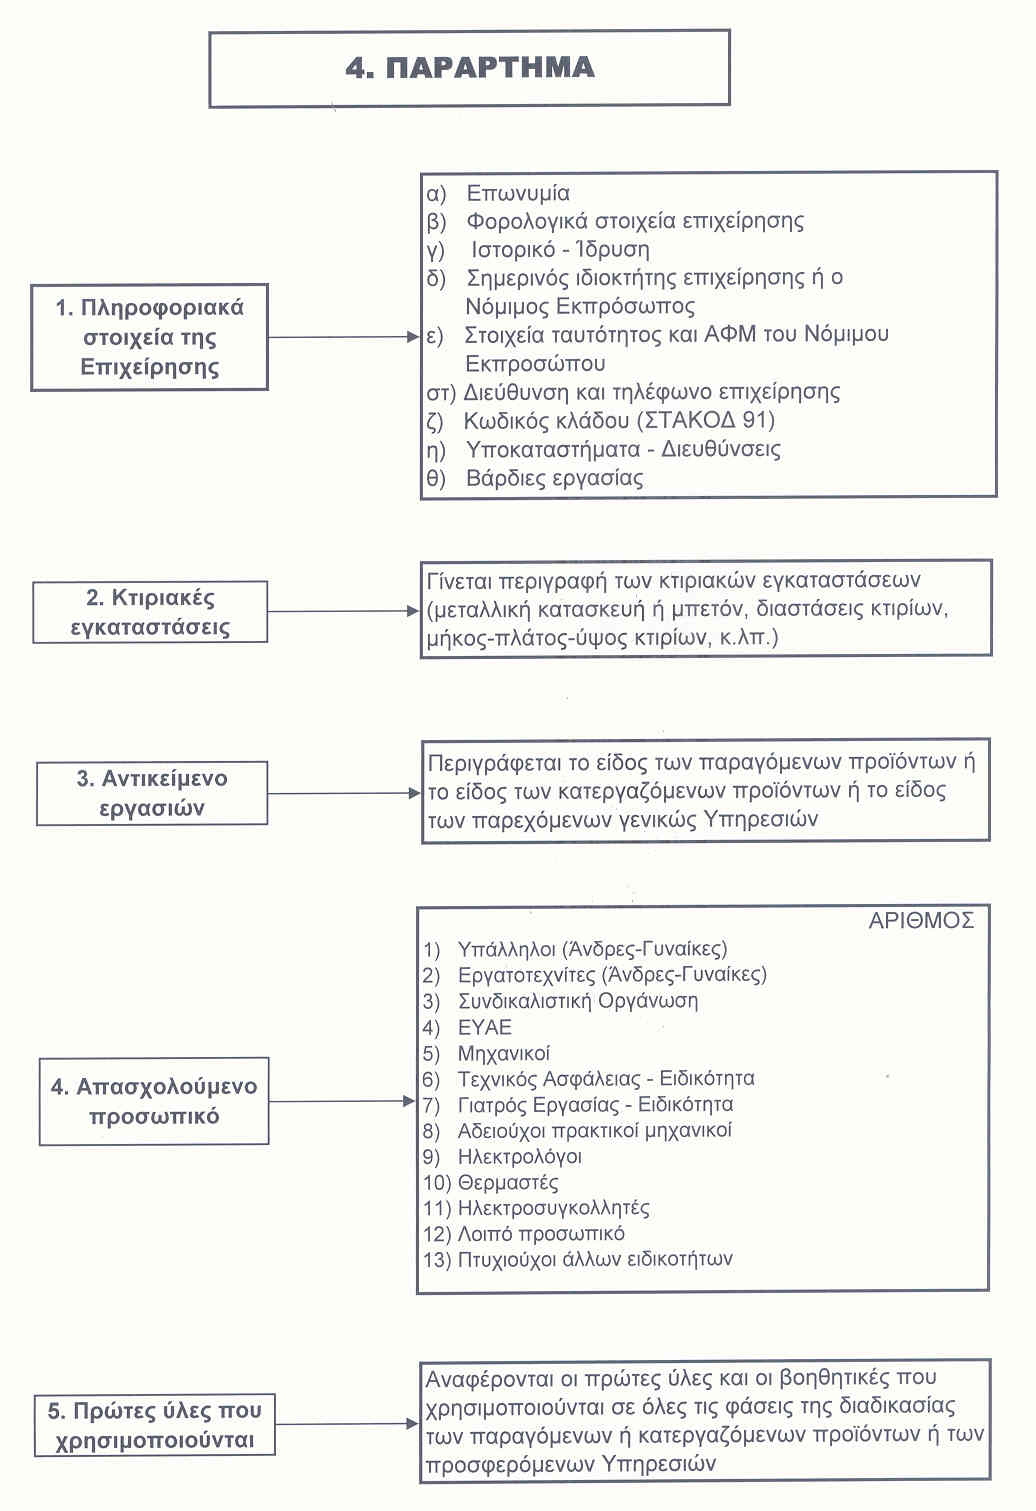 4. ΠΑΡΑΡΤΗΜΑ
1. Πληροφοριακά
στοιχεία της
Επιχείρησης
α) Επωνυμία
β) Φορολογικά στοιχεία επιχείρησης
γ) Ιστορικό - Ίδρυση
δ) Σημερινός ιδιοκτήτης επιχείρησης ή ο
Νόμιμος Εκπρόσωπος
ε) Στοιχεία ταυτότητος και ΑΦΜ του Νόμιμου
Εκπροσώπου
στ) Διεύθυνση και τηλέφωνο επιχείρησης
ζ) Κωδικός κλάδου (ΣΤΑΚΟΔ 91)
η) Υποκαταστήματα - Διευθύνσεις
θ) Βάρδιες εργασίας
2. Κτιριακές
εγκαταστάσεις
Γίνεται περιγραφή των κτιριακών εγκαταστάσεων
(μεταλλική κατασκευή ή μπετόν, διαστάσεις κτιρίων,
μήκος-πλάτος-ύψος κτιρίων, κ.λπ.)
3. Αντικείμενο
εργασιών
Περιγράφεται το είδος των παραγόμενων προϊόντων ή
το είδος των κατεργαζόμενων προϊόντων ή το είδος
των παρεχόμενων γενικώς Υπηρεσιών
4. Απασχολούμενο
προσωπικό
ΑΡΙΘΜΟΣ
1) Υπάλληλοι (Άνδρες-Γυναίκες)
2) Εργατοτεχνίτες (Άνδρες-Γυναίκες)
3) Συνδικαλιστική Οργάνωση
4) ΕΥΑΕ
5) Μηχανικοί
6) Τεχνικός Ασφάλειας - Ειδικότητα
7) Γιατρός Εργασίας - Ειδικότητα
8) Αδειούχοι πρακτικοί μηχανικοί
9) Ηλεκτρολόγοι
10) Θερμαστές
11) Ηλεκτροσυγκολλητές
12) Λοιπό προσωπικό
13) Πτυχιούχοι άλλων ειδικοτήτων
5. Πρώτες ύλες που
χρησιμοποιούνται
Αναφέρονται οι πρώτες ύλες και οι βοηθητικές που
χρησιμοποιούνται σε όλες τις φάσεις της διαδικασίας
των παραγόμενων ή κατεργαζόμενων προϊόντων ή των
προσφερόμενων Υπηρεσιών